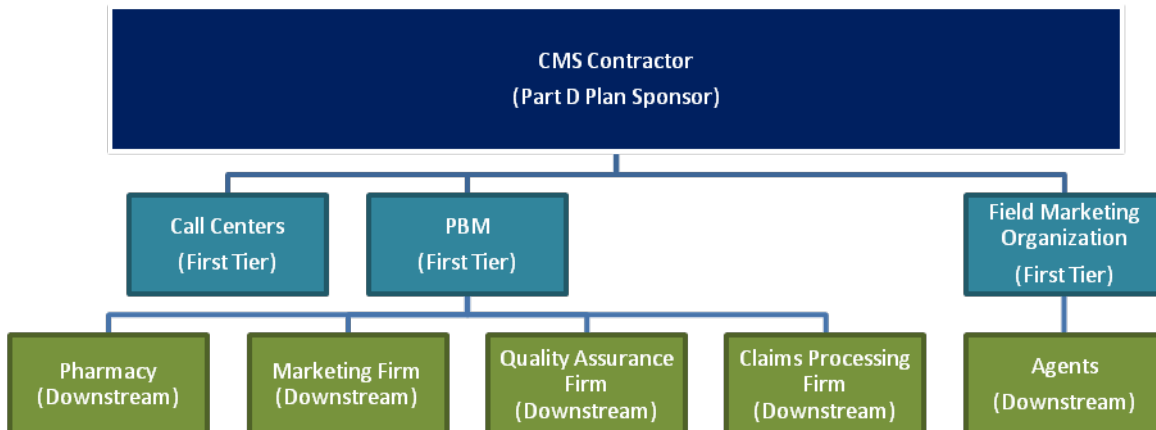 CMS Contractor
(Part D Plan Sponsor)
Call Centers
(First Tier)
PBM
(First Tier)
Field Marketing
Organization
(First Tier)
Pharmacy
(Downstream)
Marketing Firm
(Downstream)
Quality Assurance
Firm
(Downstream)
Claims Processing
Firm
(Downstream)
Agents
(Downstream)